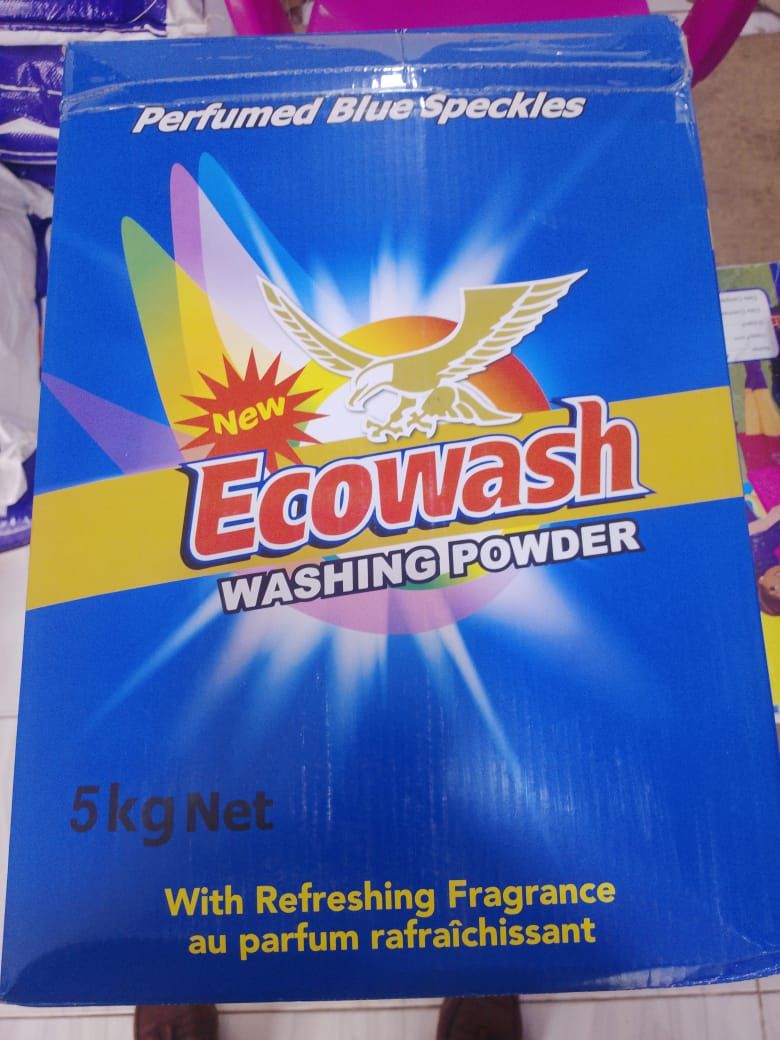 Perfumed Blue Speckles
New
Ecowash
WASHING POWDER
5kg Net
With Refreshing Fragrance
au parfum rafraîchissant